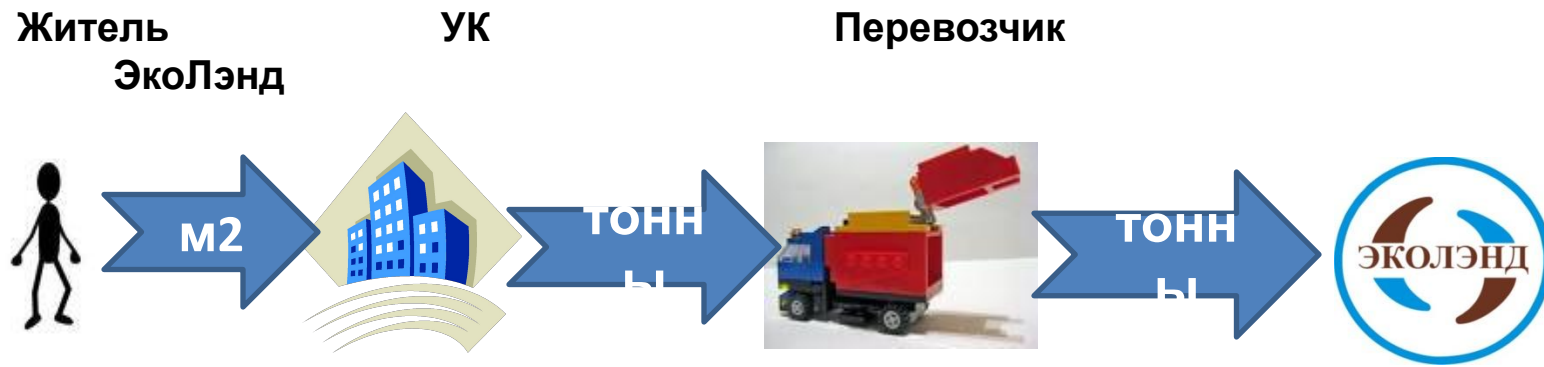 Житель УК Перевозчик
ЭкоЛэнд
м2
тонн
ы
тонн
ы
ЭКОЛЭНД